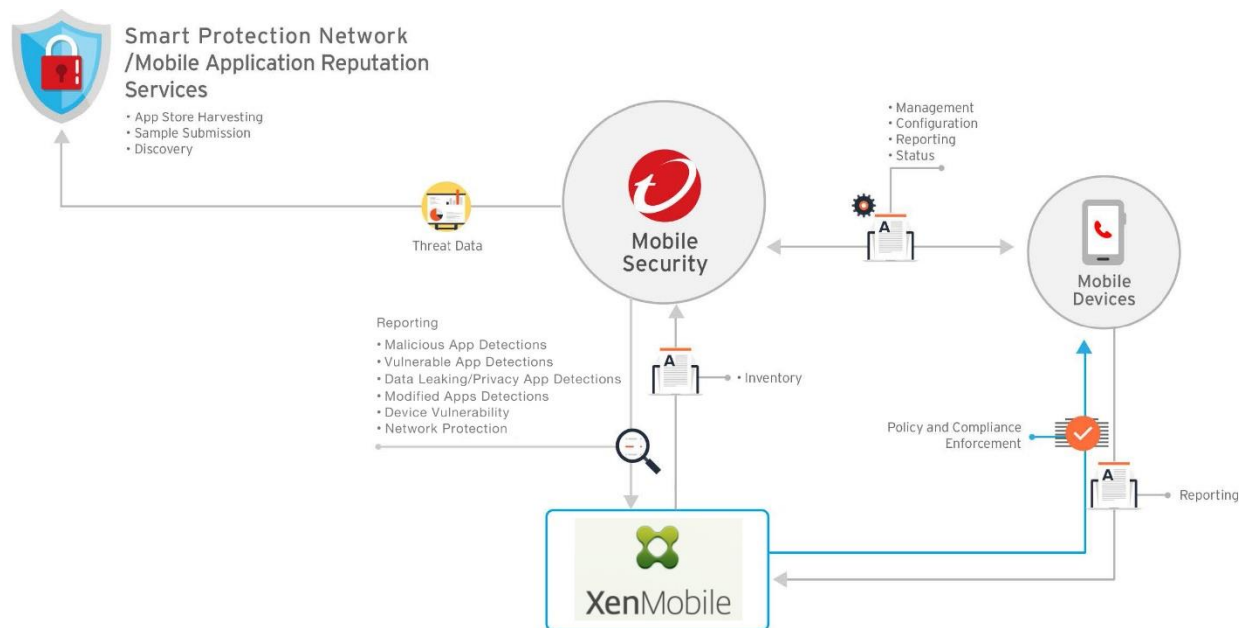 Smart Protection Network
/Mobile Application Reputation
Services
• App Store Harvesting
• Sample Submission
• Discovery
Threat Data
Mobile
Security
• Management
• Configuration
• Reporting
• Status
A
Mobile
Devices
Reporting
• Malicious App Detections
• Vulnerable App Detections
• Data Leaking/Privacy App Detections
• Modified Apps Detections
• Device Vulnerability
• Network Protection
A
• Inventory
Policy and Compliance
Enforcement
A
Reporting
XenMobile